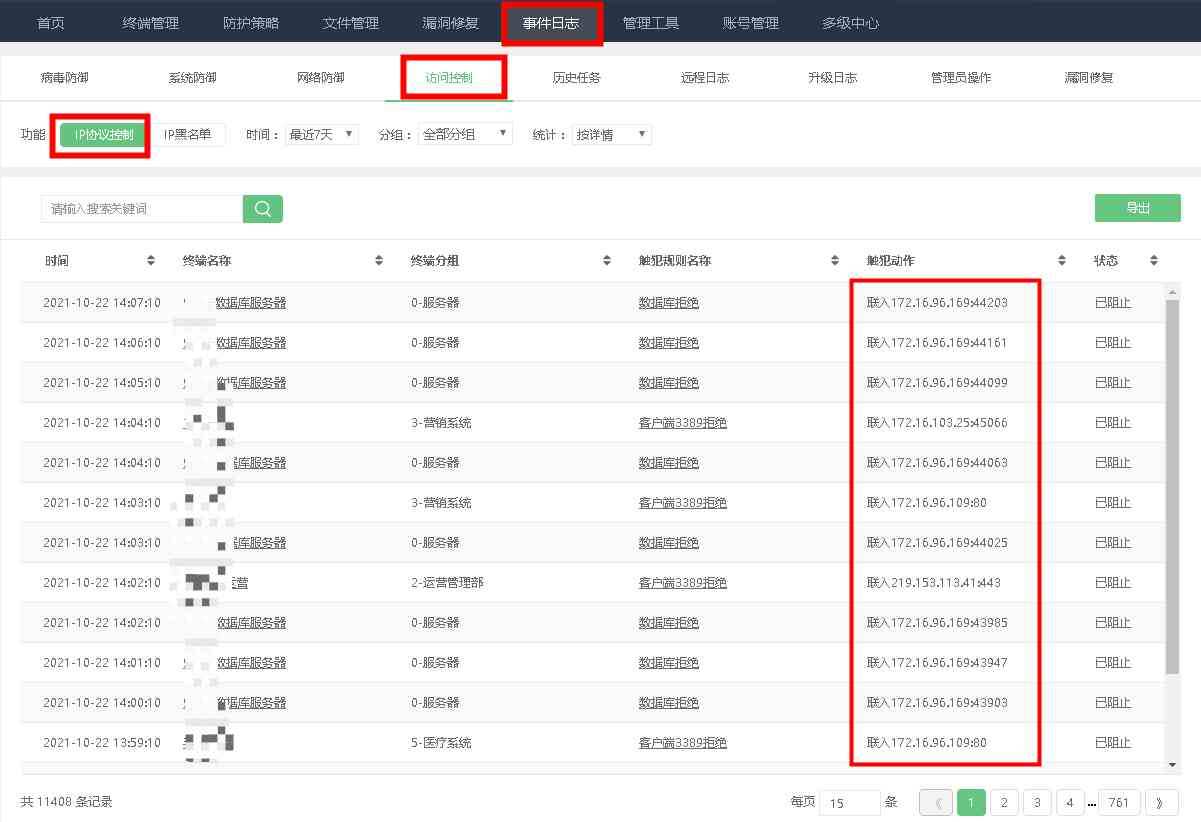 首页 终端管理 防护策略 文件管理 漏洞修复 事件日志 管理工具 账号管理 多级中心
病毒防御 系统防御 网络防御 访问控制 历史任务 远程日志 升级日志 管理员操作 漏洞修复
功能 IP协议控制 IP黑名单 时间： 最近7天 分组： 全部分组 统计： 按详情
请输入搜索关键词 导出
时间 终端名称 终端分组 触犯规则名称 触犯动作 状态
2021-10-22 14:07:10 数据库服务器 0-服务器 数据库拒绝 联入172.16.96.169:44203 已阻止
2021-10-22 14:06:10 数据库服务器 0-服务器 数据库拒绝 联入172.16.96.169:44161 已阻止
2021-10-22 14:05:10 数据库服务器 0-服务器 数据库拒绝 联入172.16.96.169:44099 已阻止
2021-10-22 14:04:10 3-营销系统 客户端3389拒绝 联入172.16.103.25:45066 已阻止
2021-10-22 14:04:10 据库服务器 0-服务器 数据库拒绝 联入172.16.96.169:44063 已阻止
2021-10-22 14:03:10 3-营销系统 客户端3389拒绝 联入172.16.96.109:80 已阻止
2021-10-22 14:03:10 据库服务器 0-服务器 数据库拒绝 联入172.16.96.169:44025 已阻止
2021-10-22 14:02:10 运营 2-运营管理部 客户端3389拒绝 联入219.153.113.41:443 已阻止
2021-10-22 14:02:10 数据库服务器 0-服务器 数据库拒绝 联入172.16.96.169:43985 已阻止
2021-10-22 14:01:10 数据库服务器 0-服务器 数据库拒绝 联入172.16.96.169:43947 已阻止
2021-10-22 14:00:10 数据库服务器 0-服务器 数据库拒绝 联入172.16.96.169:43903 已阻止
2021-10-22 13:59:10 5-医疗系统 客户端3389拒绝 联入172.16.96.109:80 已阻止
共 11408 条记录 每页 15 条 《 1 2 3 4 ... 761 》